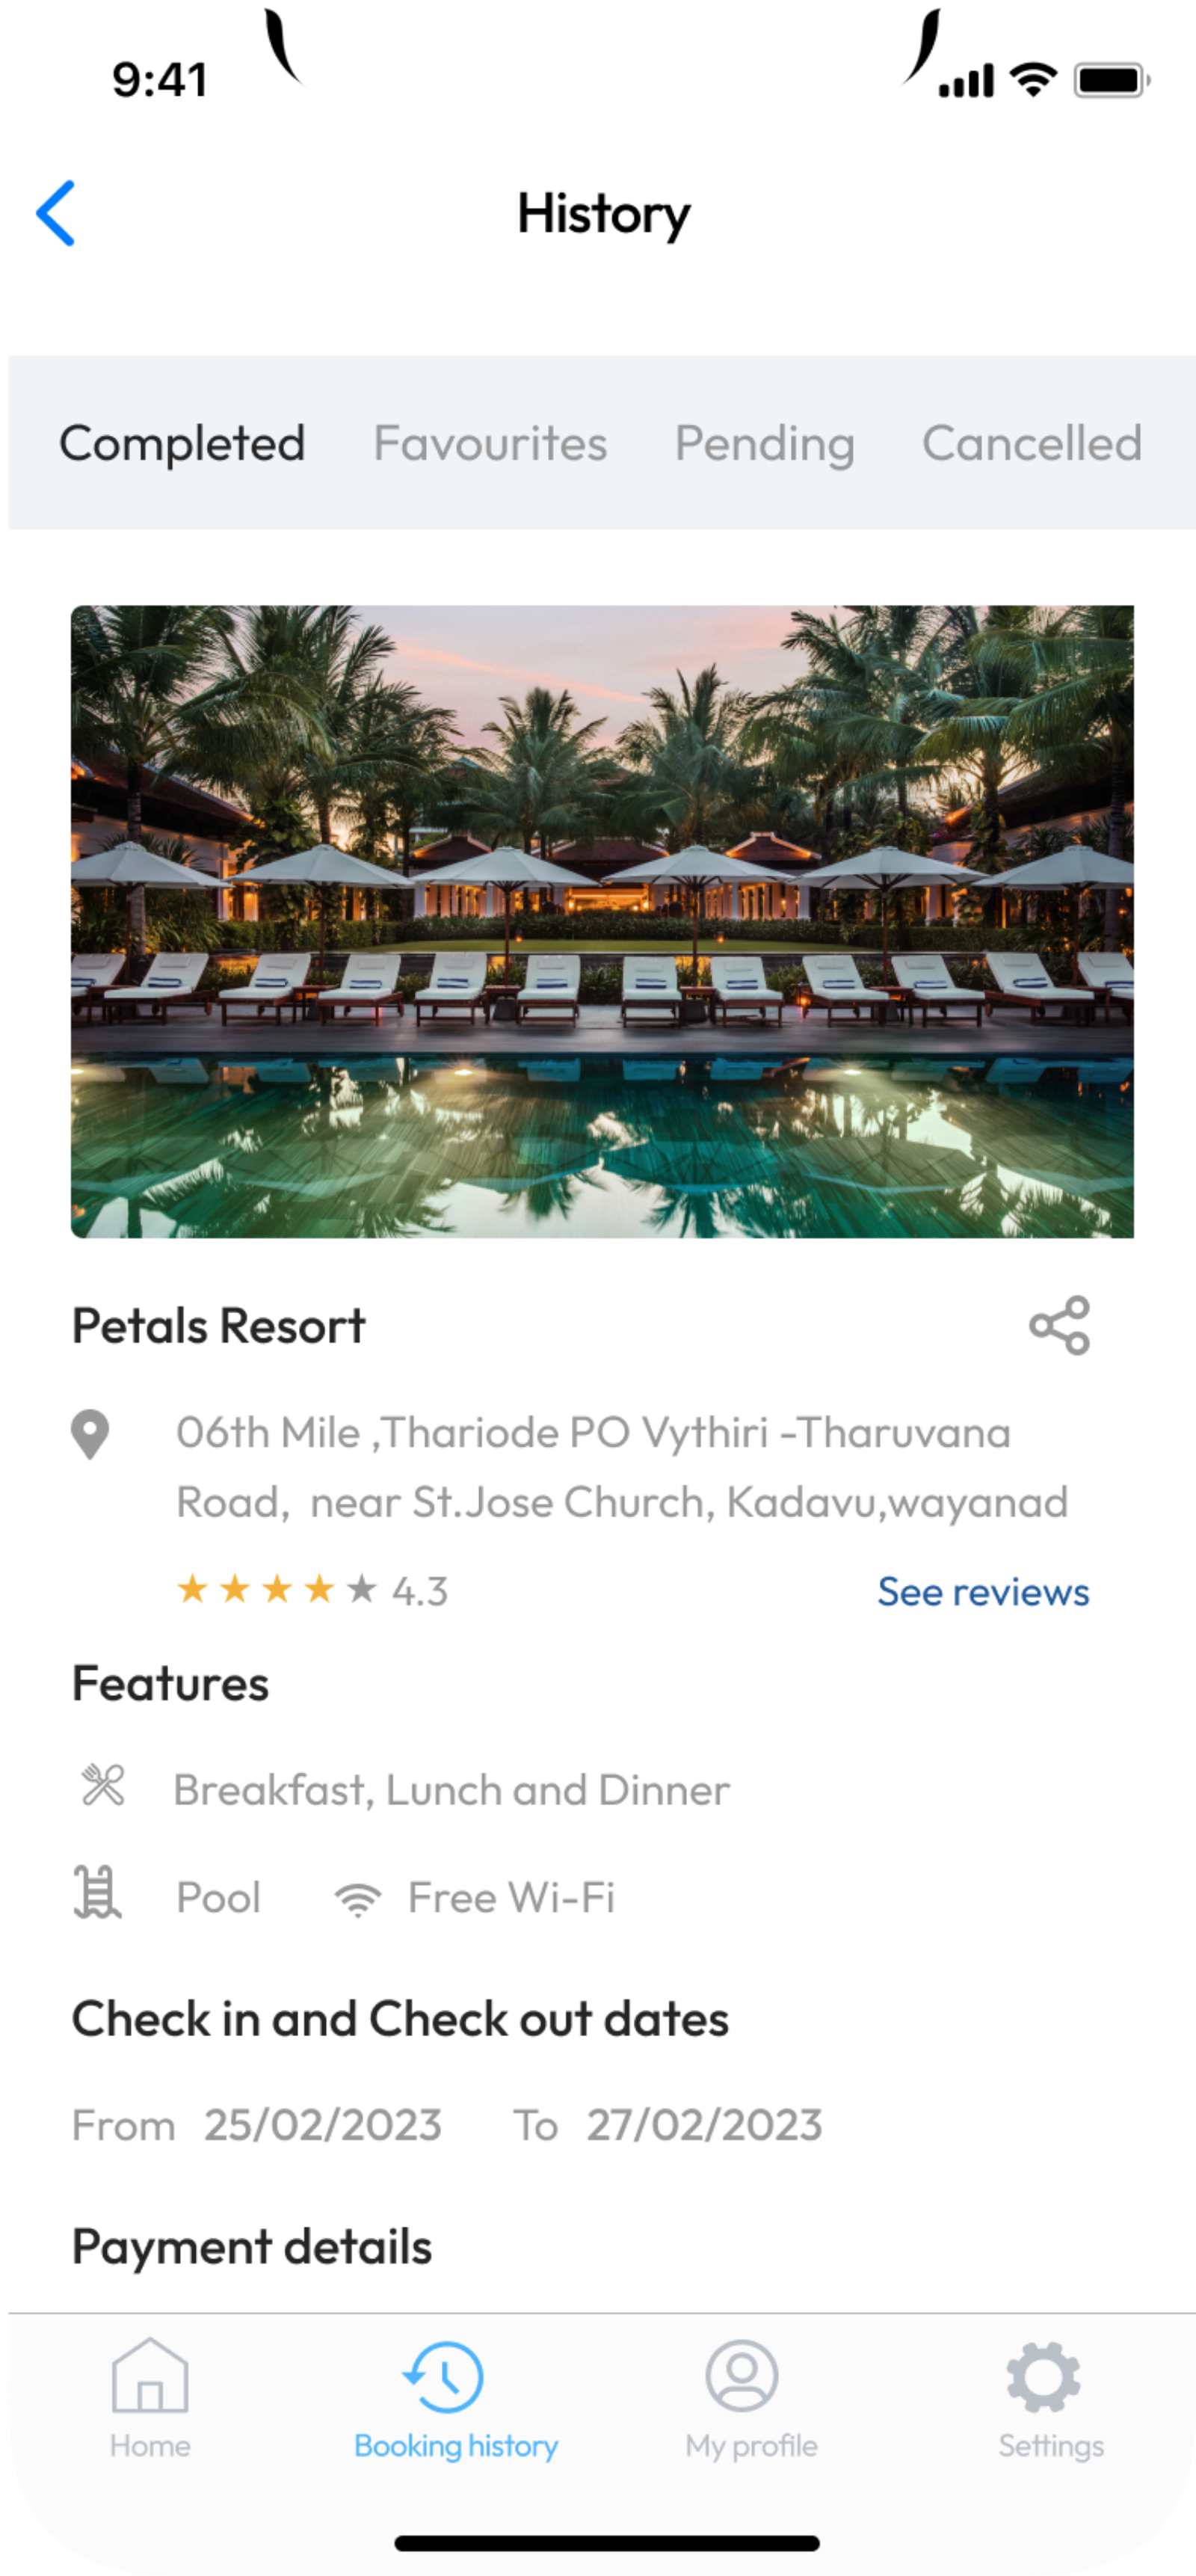 9:41
History
Completed Favourites Pending Cancelled
Petals Resort
06th Mile ,Thariode PO Vythiri -Tharuvana
Road, near St.Jose Church, Kadavu,wayanad
4.3 See reviews
Features
Breakfast, Lunch and Dinner
Pool Free Wi-Fi
Check in and Check out dates
From 25/02/2023 To 27/02/2023
Payment details
Home Booking history My profile Settings